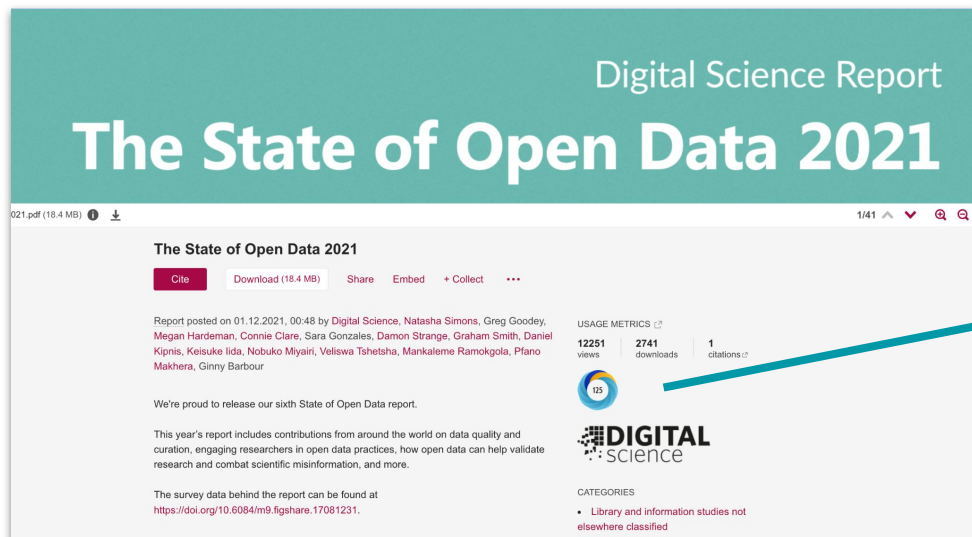 Digital Science Report
The State of Open Data 2021
021.pdf (18.4 MB)
1/41
The State of Open Data 2021
Cite Download (18.4 MB) Share Embed + Collect •••
Report posted on 01.12.2021, 00:48 by Digital Science, Natasha Simons, Greg Goodey,
Megan Hardeman, Connie Clare, Sara Gonzales, Damon Strange, Graham Smith, Daniel
Kipnis, Keisuke Iida, Nobuko Miyairi, Veliswa Tshetsha, Mankaleme Ramokgola, Pfano
Makhera, Ginny Barbour
We're proud to release our sixth State of Open Data report.
This year's report includes contributions from around the world on data quality and
curation, engaging researchers in open data practices, how open data can help validate
research and combat scientific misinformation, and more.
The survey data behind the report can be found at
https://doi.org/10.6084/m9.figshare.17081231.
USAGE METRICS
12251 2741 1
views downloads citations
125
DIGITAL
science
CATEGORIES
• Library and information studies not
elsewhere classified